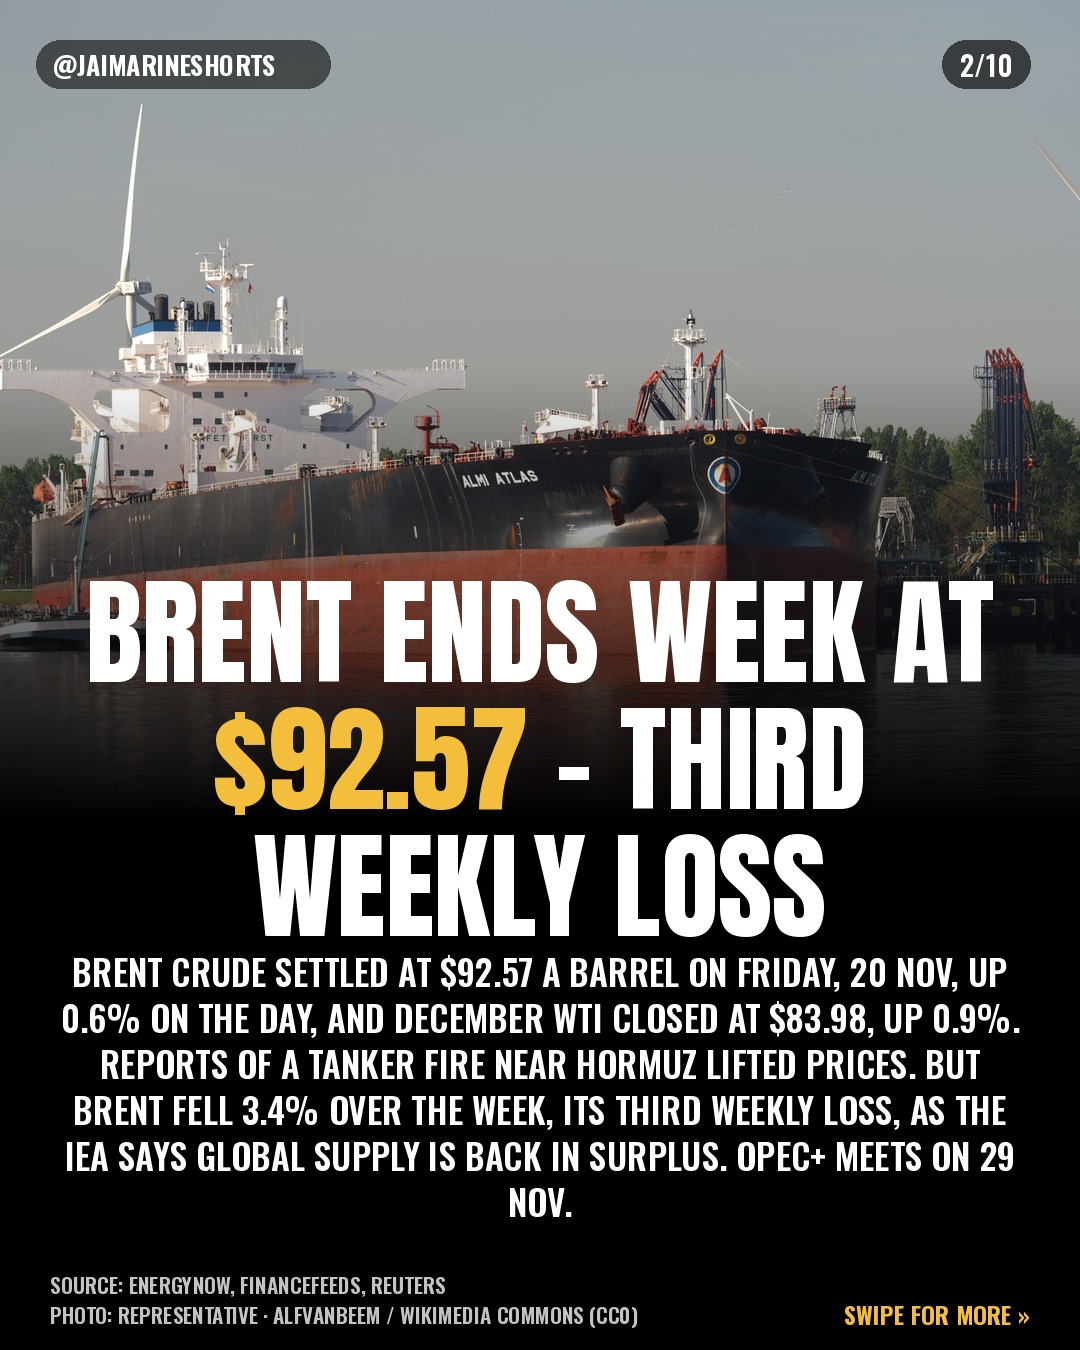 @JAIMARINESHORTS
2/10
ALMI ATLAS
BRENT ENDS WEEK AT
$92.57 - THIRD
WEEKLY LOSS
BRENT CRUDE SETTLED AT $92.57 A BARREL ON FRIDAY, 20 NOV, UP
0.6% ON THE DAY, AND DECEMBER WTI CLOSED AT $83.98, UP 0.9%.
REPORTS OF A TANKER FIRE NEAR HORMUZ LIFTED PRICES. BUT
BRENT FELL 3.4% OVER THE WEEK, ITS THIRD WEEKLY LOSS, AS THE
IEA SAYS GLOBAL SUPPLY IS BACK IN SURPLUS. OPEC+ MEETS ON 29
NOV.
SOURCE: ENERGYNOW, FINANCEFEEDS, REUTERS
PHOTO: REPRESENTATIVE · ALFVANBEEM / WIKIMEDIA COMMONS (CC0)
SWIPE FOR MORE »